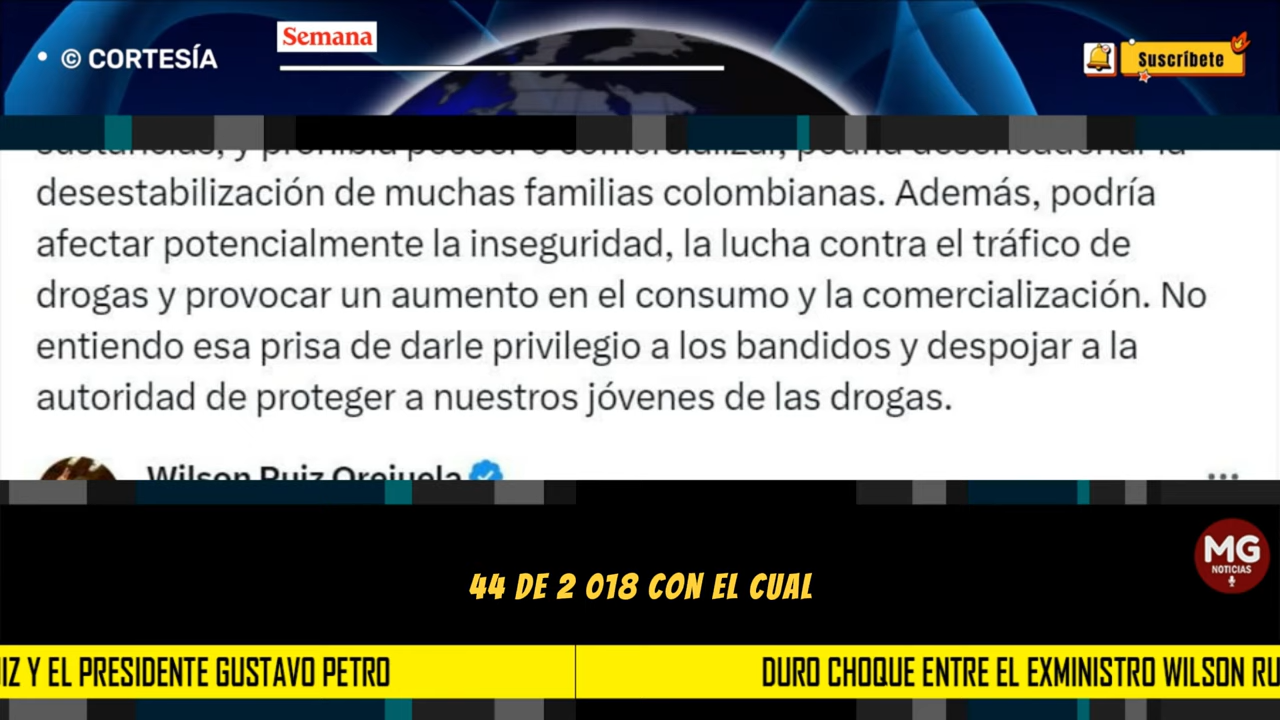 © CORTESÍA
Semana
Suscríbete
desestabilización de muchas familias colombianas. Además, podría
afectar potencialmente la inseguridad, la lucha contra el tráfico de
drogas y provocar un aumento en el consumo y la comercialización. No
entiendo esa prisa de darle privilegio a los bandidos y despojar a la
autoridad de proteger a nuestros jóvenes de las drogas.
Wilson Ruiz Orejuela
MG
NOTICIAS
44 DE 2 018 CON EL CUAL
IZ Y EL PRESIDENTE GUSTAVO PETRO
DURO CHOQUE ENTRE EL EXMINISTRO WILSON RU